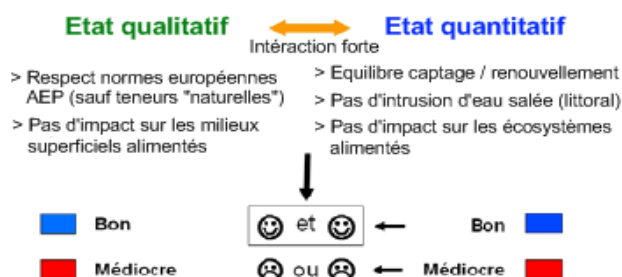 Etat qualitatif
Etat quantitatif
Intéraction forte
> Respect normes européennes
AEP (sauf teneurs "naturelles")
> Pas d'impact sur les milieux
superficiels alimentés
> Equilibre captage / renouvellement
> Pas d'intrusion d'eau salée (littoral)
> Pas d'impact sur les écosystèmes
alimentés
Bon
et
Bon
Médiocre
ou
Médiocre